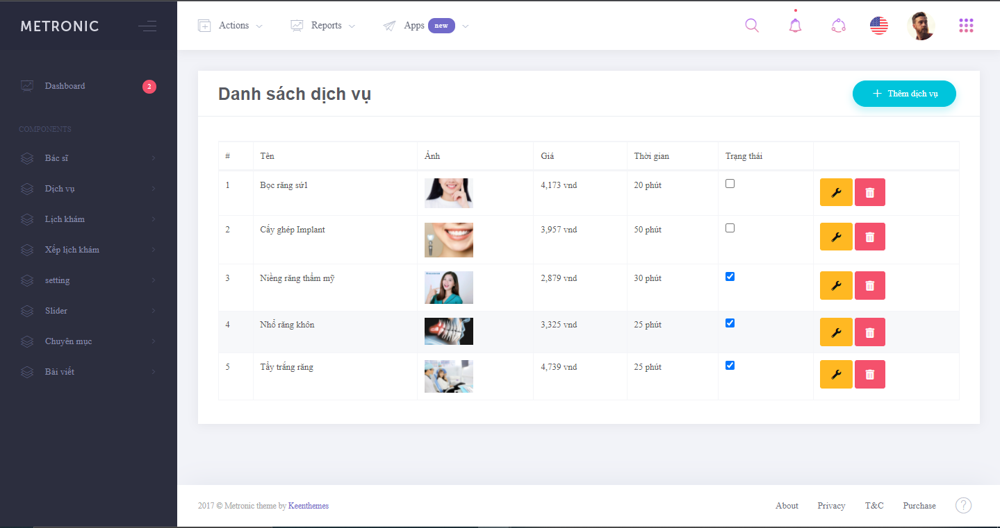 METRONIC
Actions
Reports
Apps new
Dashboard 2
COMPONENTS
Bác sĩ
Dịch vụ
Lịch khám
Xếp lịch khám
setting
Slider
Chuyên mục
Bài viết
Danh sách dịch vụ
Thêm dịch vụ
# Tên Ảnh Giá Thời gian Trạng thái
1 Bọc răng sứ1 4,173 vnd 20 phút
2 Cấy ghép Implant 3,957 vnd 50 phút
3 Niềng răng thẩm mỹ 2,879 vnd 30 phút
4 Nhổ răng khôn 3,325 vnd 25 phút
5 Tẩy trắng răng 4,739 vnd 25 phút
2017 © Metronic theme by Keenthemes
About Privacy T&C Purchase ?